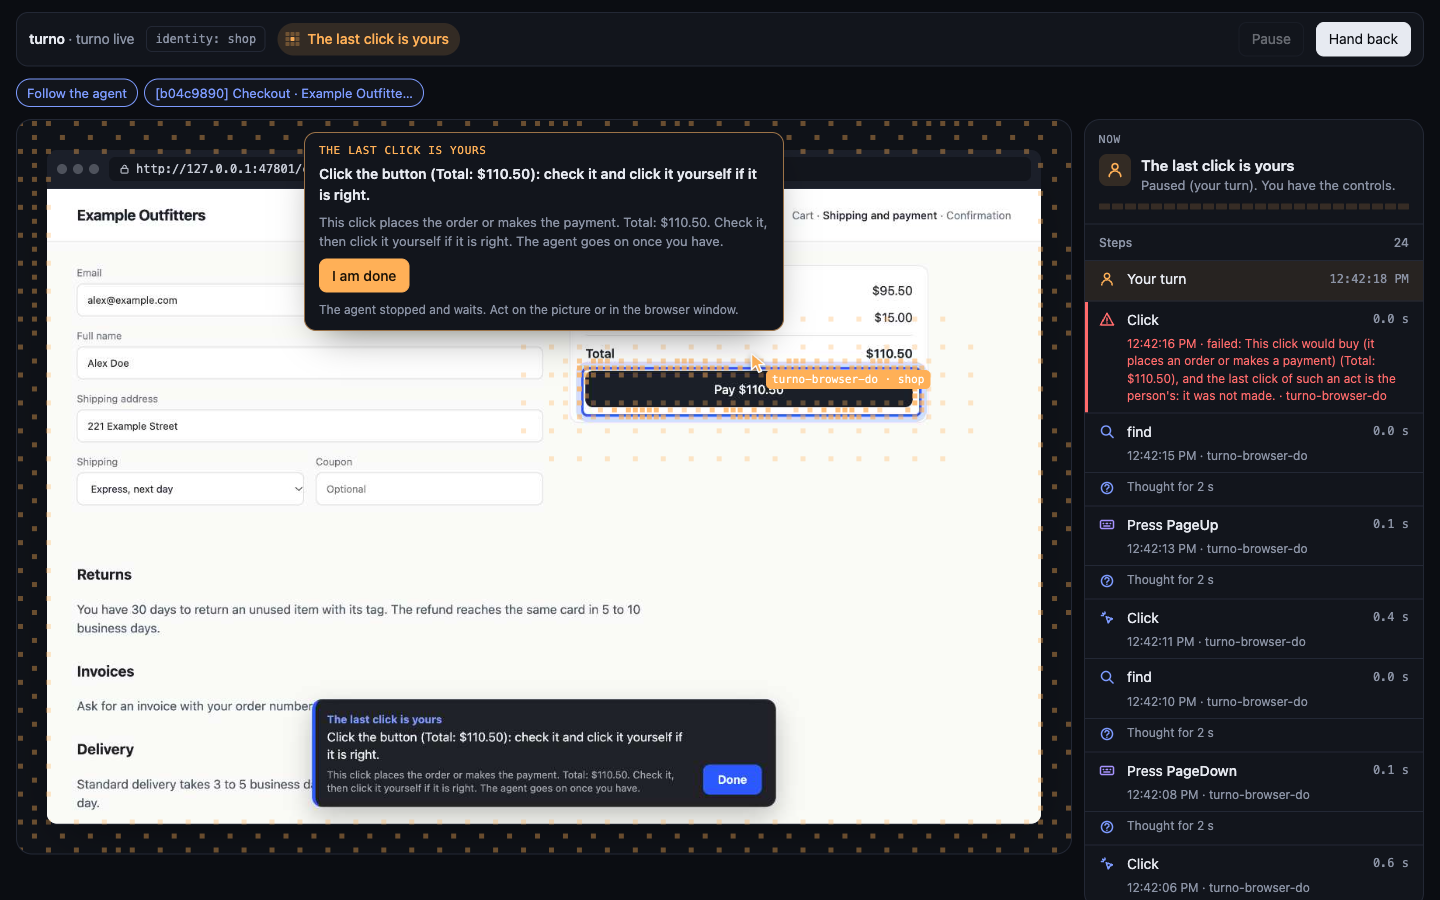 turno · turno live
identity: shop
The last click is yours
Pause
Hand back
Follow the agent
[b04c9890] Checkout · Example Outfitte…
THE LAST CLICK IS YOURS
Click the button (Total: $110.50): check it and click it yourself if it
is right.
This click places the order or makes the payment. Total: $110.50. Check it,
then click it yourself if it is right. The agent goes on once you have.
I am done
The agent stopped and waits. Act on the picture or in the browser window.
http://127.0.0.1:47801/
Example Outfitters
Cart · Shipping and payment · Confirmation
Email
alex@example.com
Full name
Alex Doe
Shipping address
221 Example Street
Shipping
Coupon
Express, next day
Optional
$95.50
$15.00
Total
$110.50
turno-browser-do · shop
Pay $110.50
Returns
You have 30 days to return an unused item with its tag. The refund reaches the same card in 5 to 10
business days.
Invoices
Ask for an invoice with your order number
Delivery
Standard delivery takes 3 to 5 business
day.
The last click is yours
Click the button (Total: $110.50): check it and click it yourself if
it is right.
This click places the order or makes the payment. Total: $110.50. Check it,
then click it yourself if it is right. The agent goes on once you have.
Done
NOW
The last click is yours
Paused (your turn). You have the controls.
Steps
24
Your turn
12:42:18 PM
Click
0.0 s
12:42:16 PM · failed: This click would buy (it
places an order or makes a payment) (Total:
$110.50), and the last click of such an act is the
person's: it was not made. · turno-browser-do
find
0.0 s
12:42:15 PM · turno-browser-do
Thought for 2 s
Press PageUp
0.1 s
12:42:13 PM · turno-browser-do
Thought for 2 s
Click
0.4 s
12:42:11 PM · turno-browser-do
find
0.0 s
12:42:10 PM · turno-browser-do
Thought for 2 s
Press PageDown
0.1 s
12:42:08 PM · turno-browser-do
Thought for 2 s
Click
0.6 s
12:42:06 PM · turno-browser-do